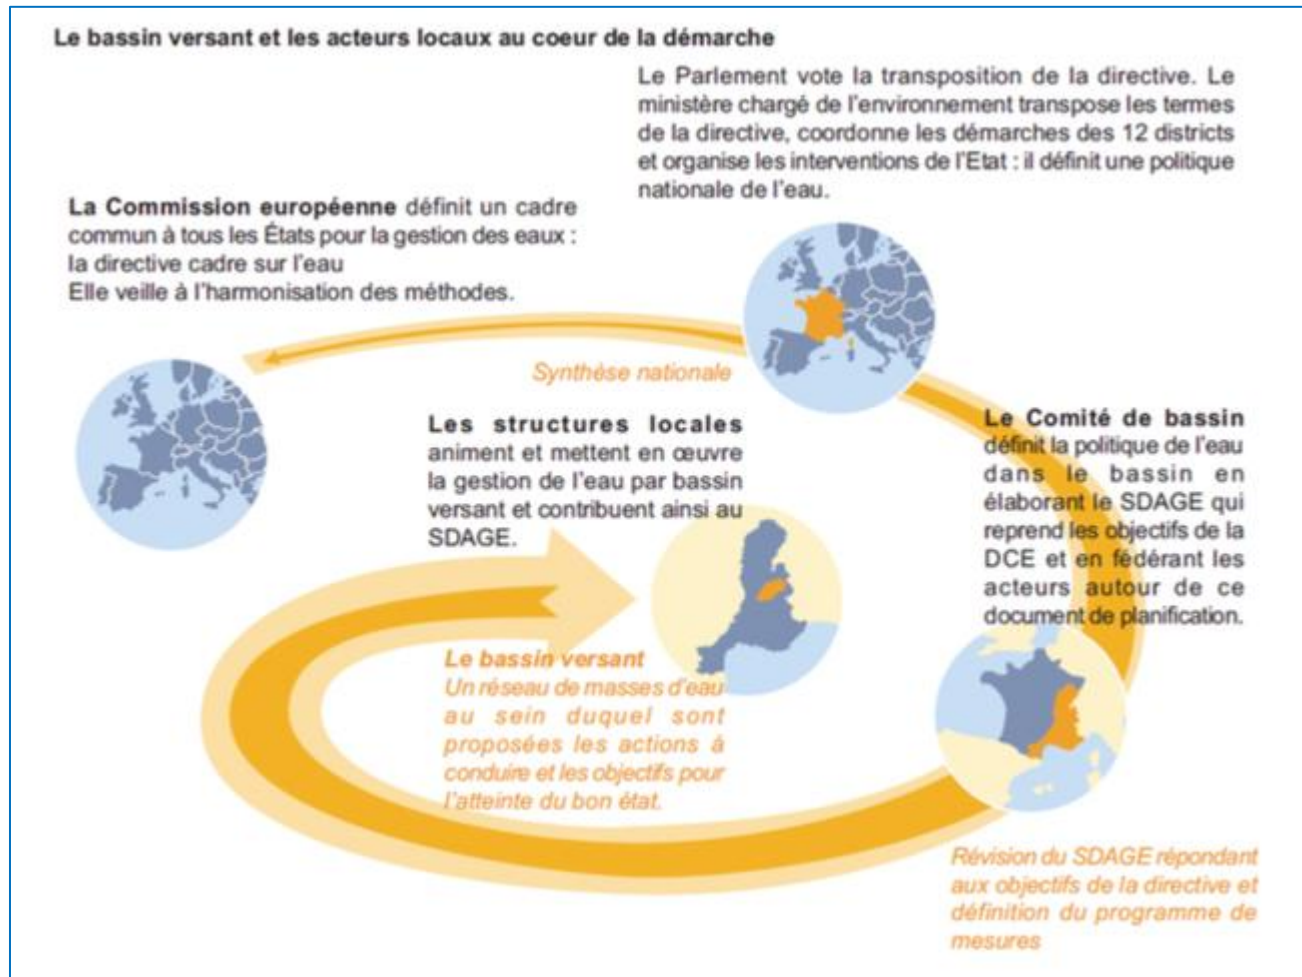 Le bassin versant et les acteurs locaux au coeur de la démarche
Le Parlement vote la transposition de la directive. Le
ministère chargé de l'environnement transpose les termes
de la directive, coordonne les démarches des 12 districts
et organise les interventions de l'Etat : il définit une politique
nationale de l'eau.
La Commission européenne définit un cadre
commun à tous les États pour la gestion des eaux :
la directive cadre sur l'eau
Elle veille à l'harmonisation des méthodes.
Synthèse nationale
Les structures locales
animent et mettent en œuvre
la gestion de l'eau par bassin
versant et contribuent ainsi au
SDAGE.
Le Comité de bassin
définit la politique de l'eau
dans le bassin en
élaborant le SDAGE qui
reprend les objectifs de la
DCE et en fédérant les
acteurs autour de ce
document de planification.
Le bassin versant
Un réseau de masses d'eau
au sein duquel sont
proposées les actions à
conduire et les objectifs pour
l'atteinte du bon état.
Révision du SDAGE répondant
aux objectifs de la directive et
définition du programme de
mesures